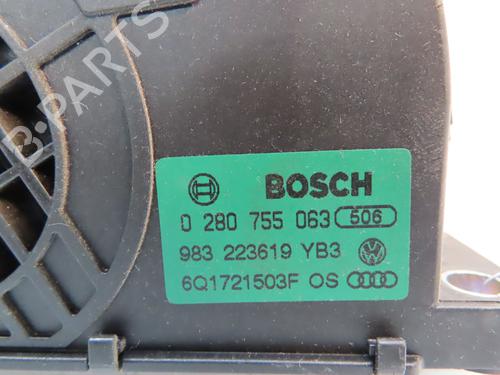 BOSCH
0 280 755 063 506
983 223619 YB3
6Q1721503F OS
B-PARTS